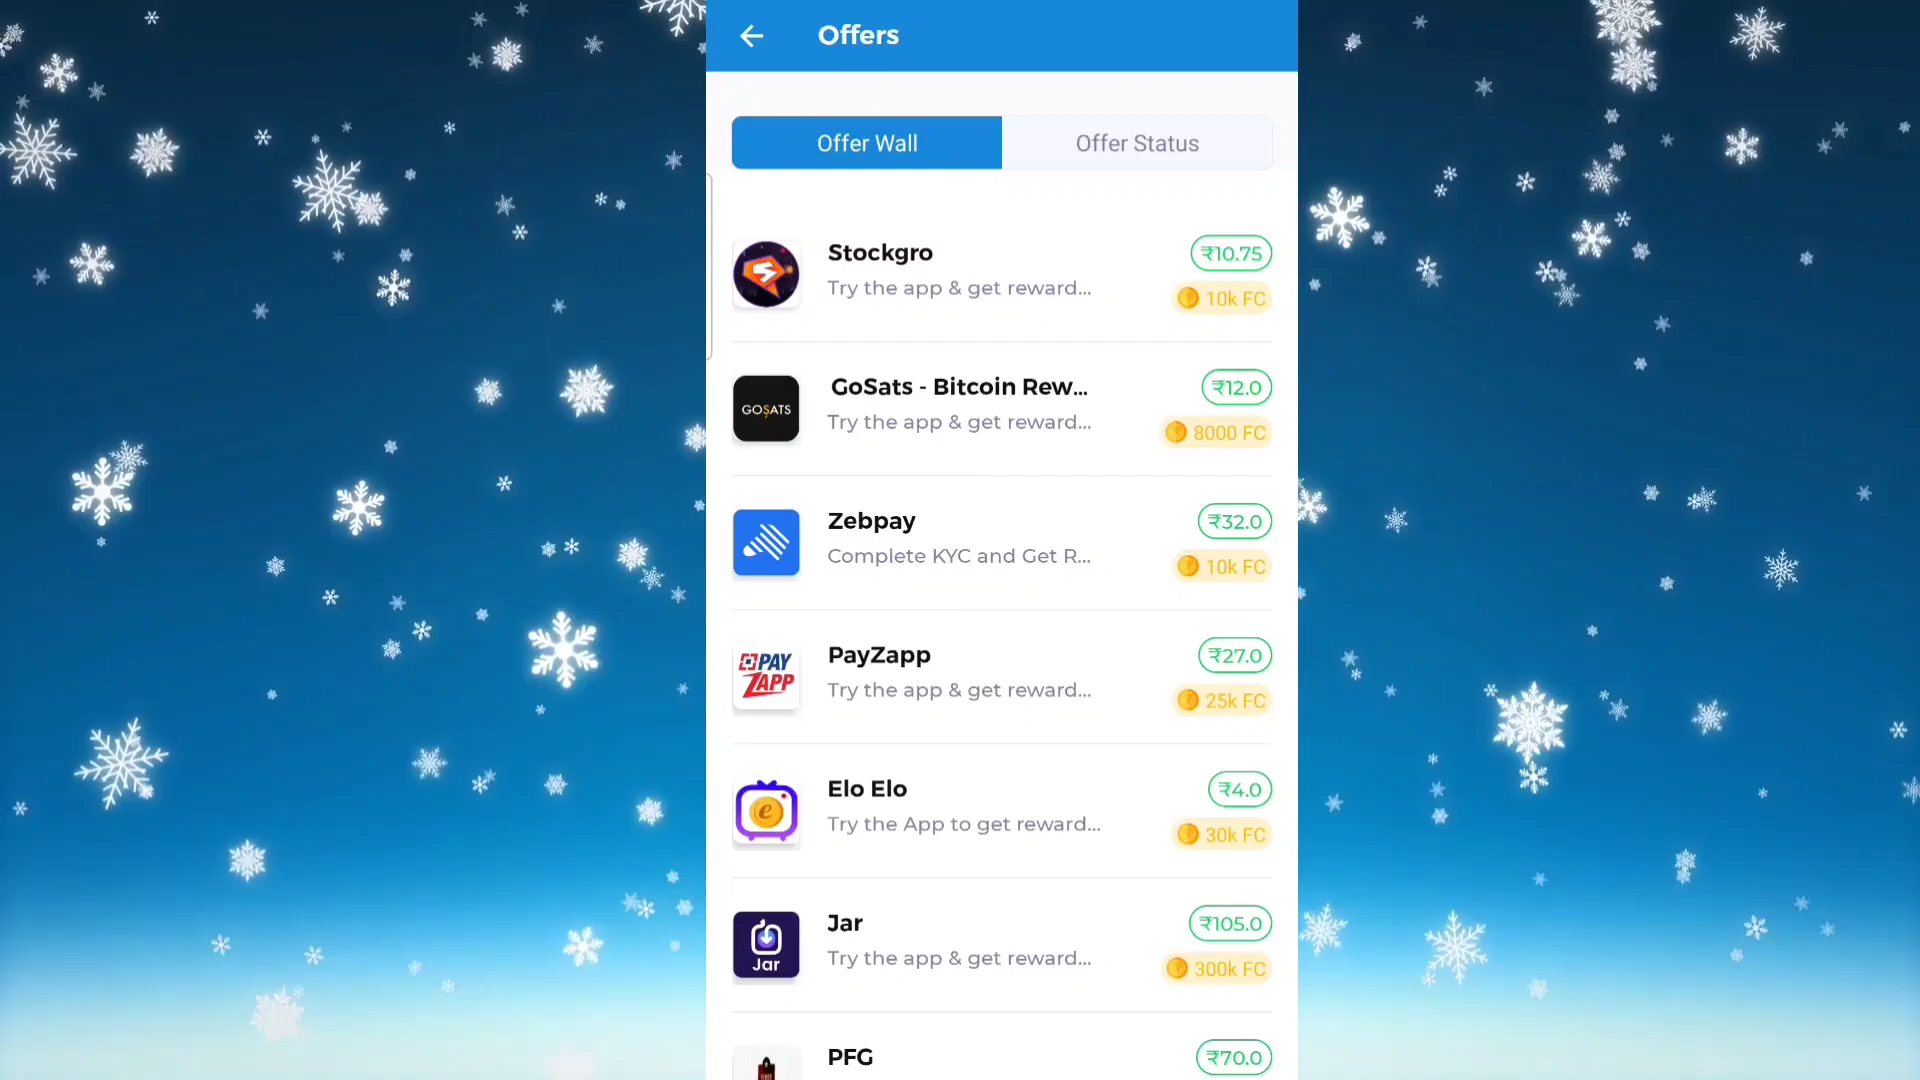 Offers
Offer Wall
Offer Status
Stockgro
₹10.75
Try the app & get reward...
10k FC
GOSATS
GoSats - Bitcoin Rew...
₹12.0
Try the app & get reward...
8000 FC
Zebpay
₹32.0
Complete KYC and Get R...
10k FC
PAY
ZAPP
PayZapp
₹27.0
Try the app & get reward...
25k FC
e
Elo Elo
₹4.0
Try the App to get reward...
30k FC
Jar
Jar
₹105.0
Try the app & get reward...
300k FC
PFG
₹70.0